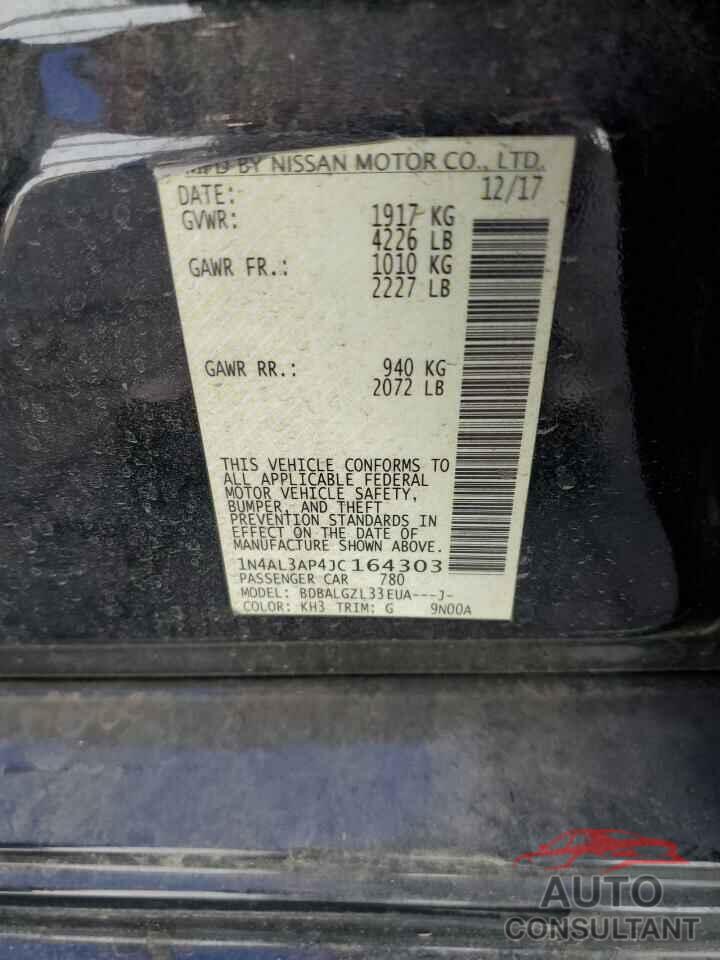 MFD BY NISSAN MOTOR CO., LTD.
DATE: 12/17
GVWR: 1917 KG
4226 LB
GAWR FR.: 1010 KG
2227 LB
GAWR RR.: 940 KG
2072 LB
THIS VEHICLE CONFORMS TO
ALL APPLICABLE FEDERAL
MOTOR VEHICLE SAFETY,
BUMPER, AND THEFT
PREVENTION STANDARDS IN
EFFECT ON THE DATE OF
MANUFACTURE SHOWN ABOVE.
1N4AL3AP4JC164303
PASSENGER CAR 780
MODEL: BDBALGZL33EUA---J-
COLOR: KH3 TRIM: G 9N00A
AUTO
CONSULTANT